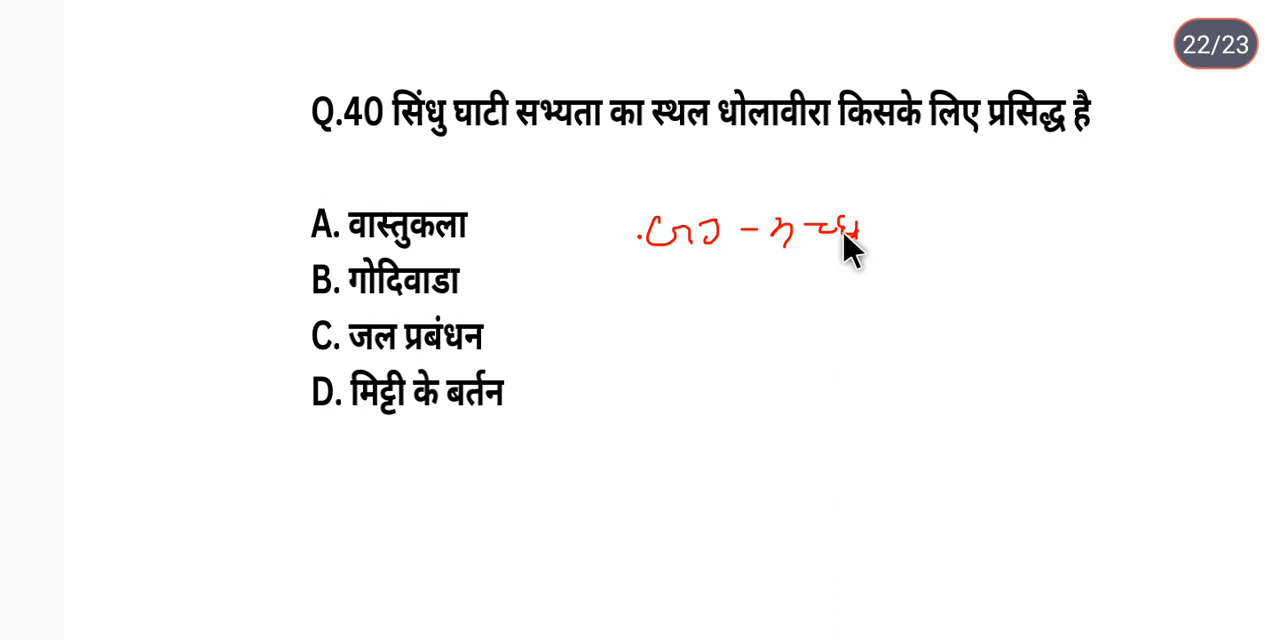 22/23
Q.40 सिंधु घाटी सभ्यता का स्थल धोलावीरा किसके लिए प्रसिद्ध है
A. वास्तुकला
B. गोदिवाडा
C. जल प्रबंधन
D. मिट्टी के बर्तन